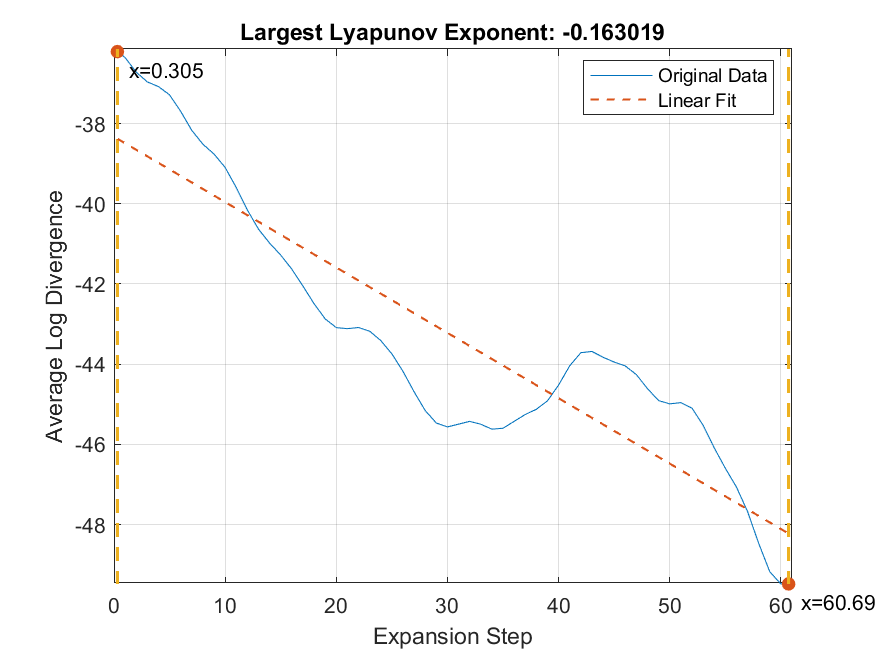 Largest Lyapunov Exponent: -0.163019
x=0.305
Original Data
Linear Fit
-38
-40
-42
-44
-46
-48
Average Log Divergence
0 10 20 30 40 50 60
x=60.69
Expansion Step